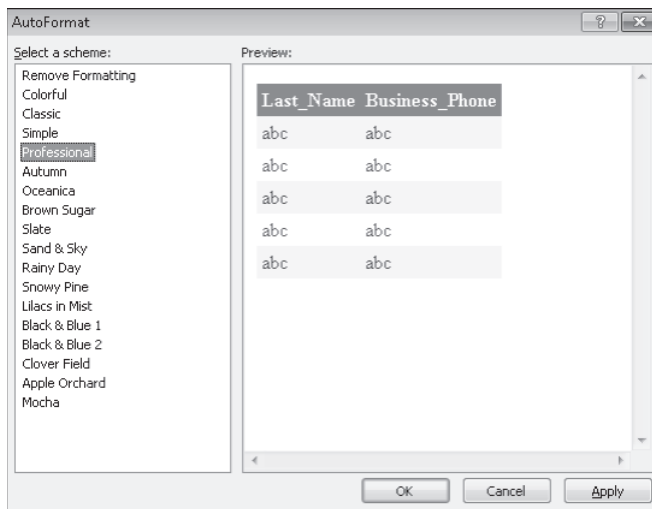 AutoFormat
Select a scheme:
Remove Formatting
Colorful
Classic
Simple
Professional
Autumn
Oceanica
Brown Sugar
Slate
Sand & Sky
Rainy Day
Snowy Pine
Lilacs in Mist
Black & Blue 1
Black & Blue 2
Clover Field
Apple Orchard
Mocha
Preview:
Last_Name Business_Phone
abc abc
abc abc
abc abc
abc abc
abc abc
OK Cancel Apply